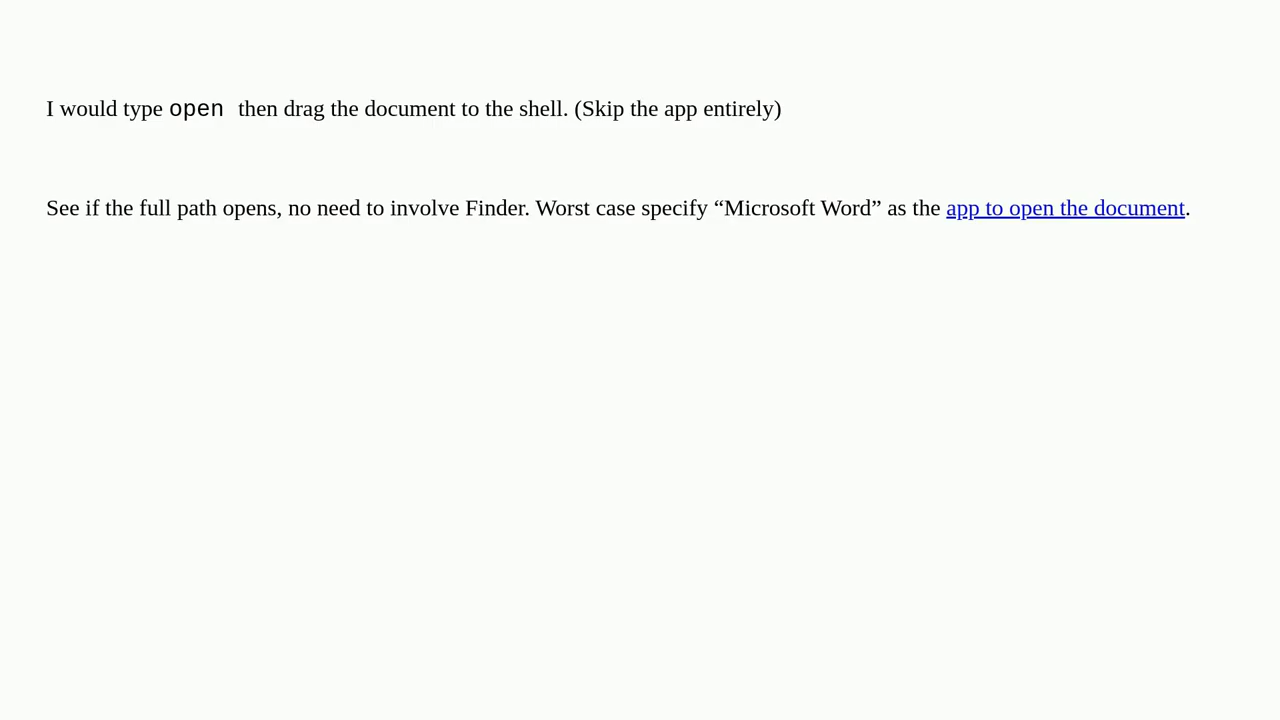 I would type open then drag the document to the shell. (Skip the app entirely)
See if the full path opens, no need to involve Finder. Worst case specify “Microsoft Word” as the app to open the document.